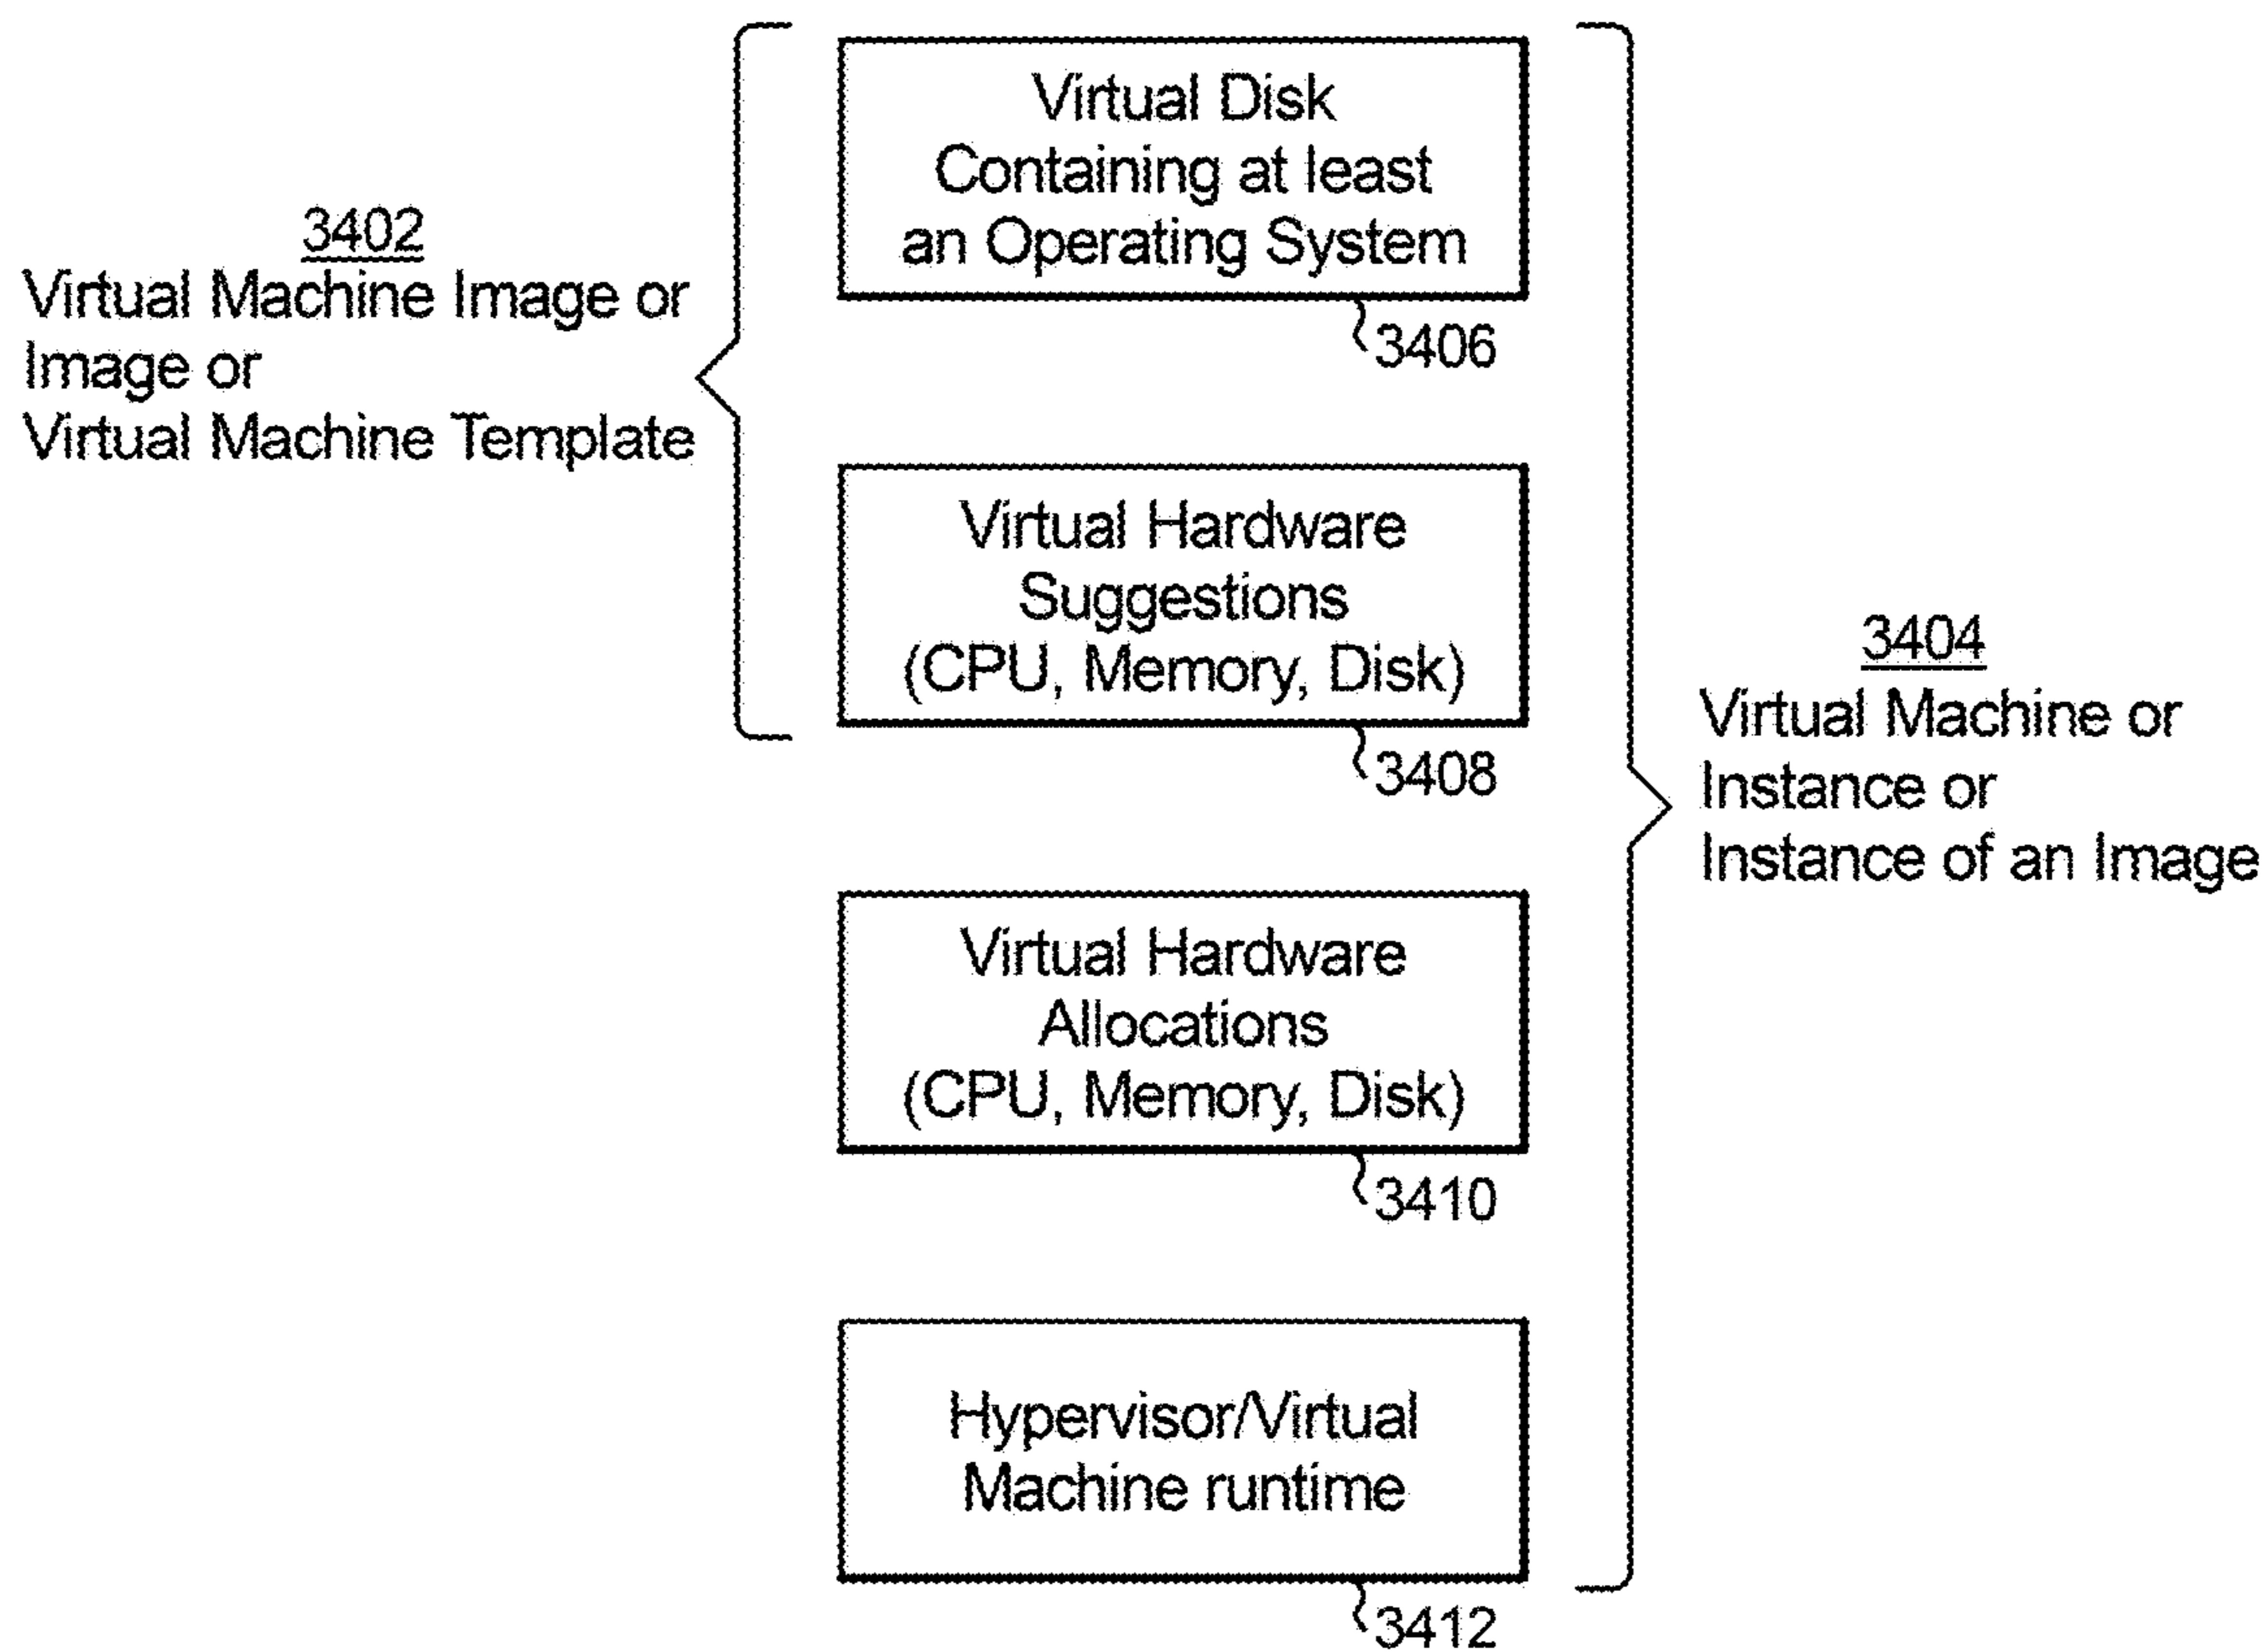 3402
Virtual Machine Image or
Image or
Virtual Machine Template
Virtual Disk
Containing at least
an Operating System
3406
Virtual Hardware
Suggestions
(CPU, Memory, Disk)
3408
Virtual Hardware
Allocations
(CPU, Memory, Disk)
3410
Hypervisor/Virtual
Machine runtime
3412
3404
Virtual Machine or
Instance or
Instance of an Image